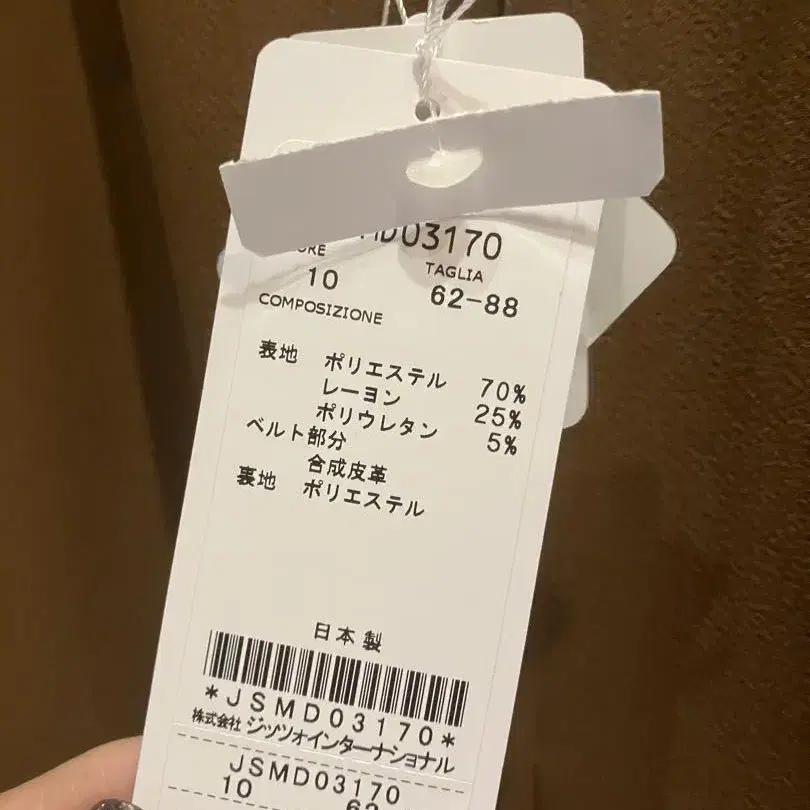 MD03170
TAGLIA
10
62-88
COMPOSIZIONE
表地 ポリエステル 70%
レーヨン 25%
ポリウレタン 5%
ベルト部分
合成皮革
裏地 ポリエステル
日本製
*JSMD03170*
株式会社 ジッツォインターナショナル
JSMD03170
10